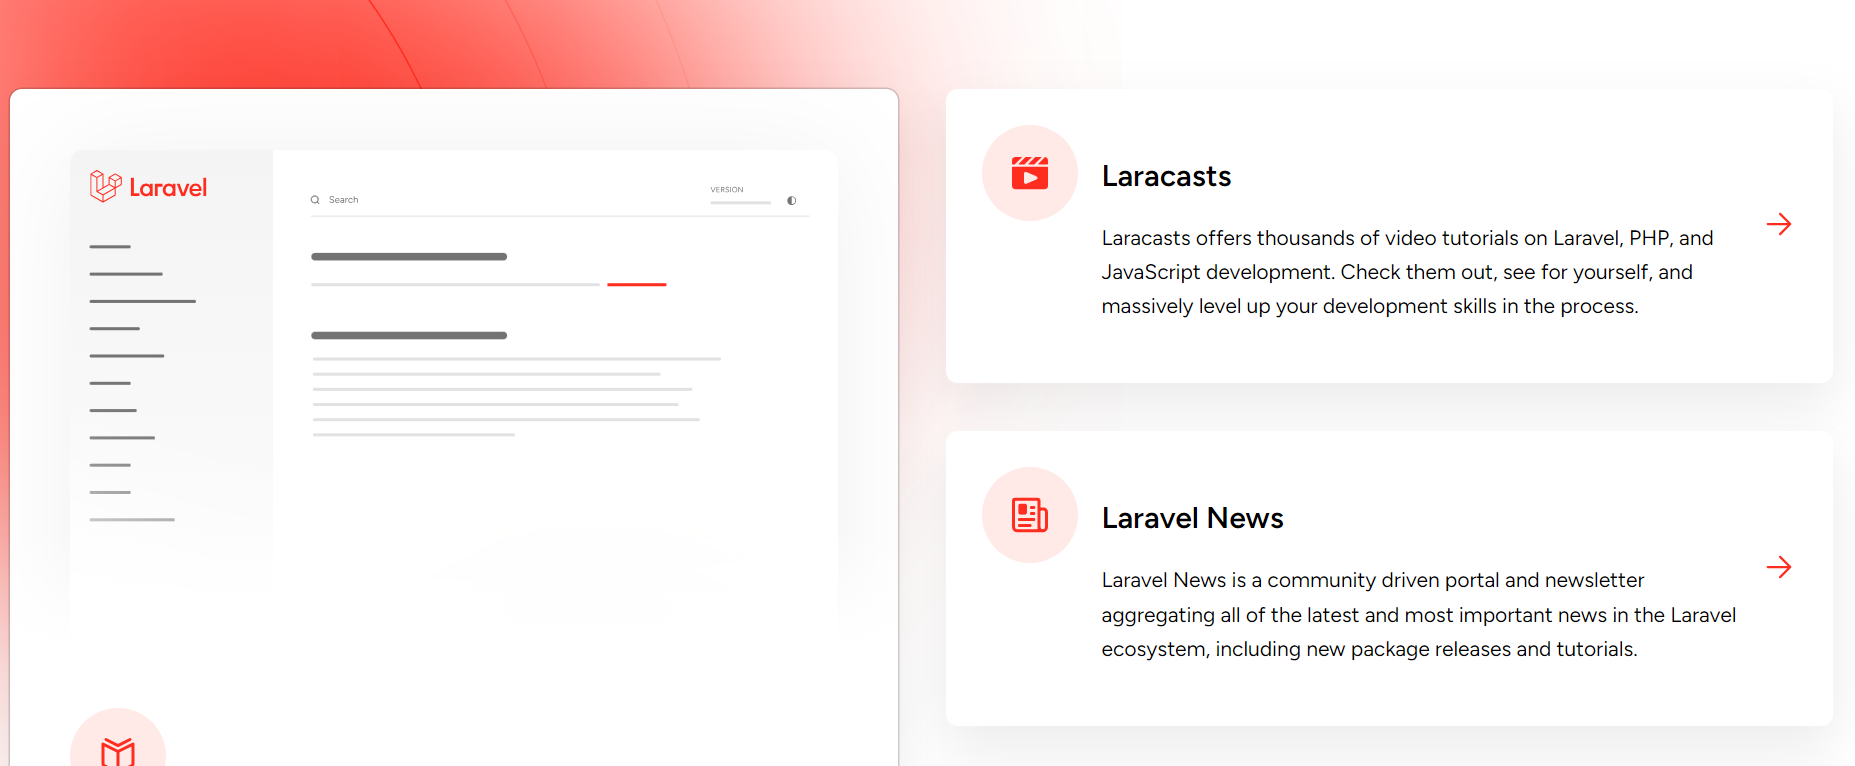 Laravel
Search
VERSION
Laracasts
Laracasts offers thousands of video tutorials on Laravel, PHP, and
JavaScript development. Check them out, see for yourself, and
massively level up your development skills in the process.
Laravel News
Laravel News is a community driven portal and newsletter
aggregating all of the latest and most important news in the Laravel
ecosystem, including new package releases and tutorials.